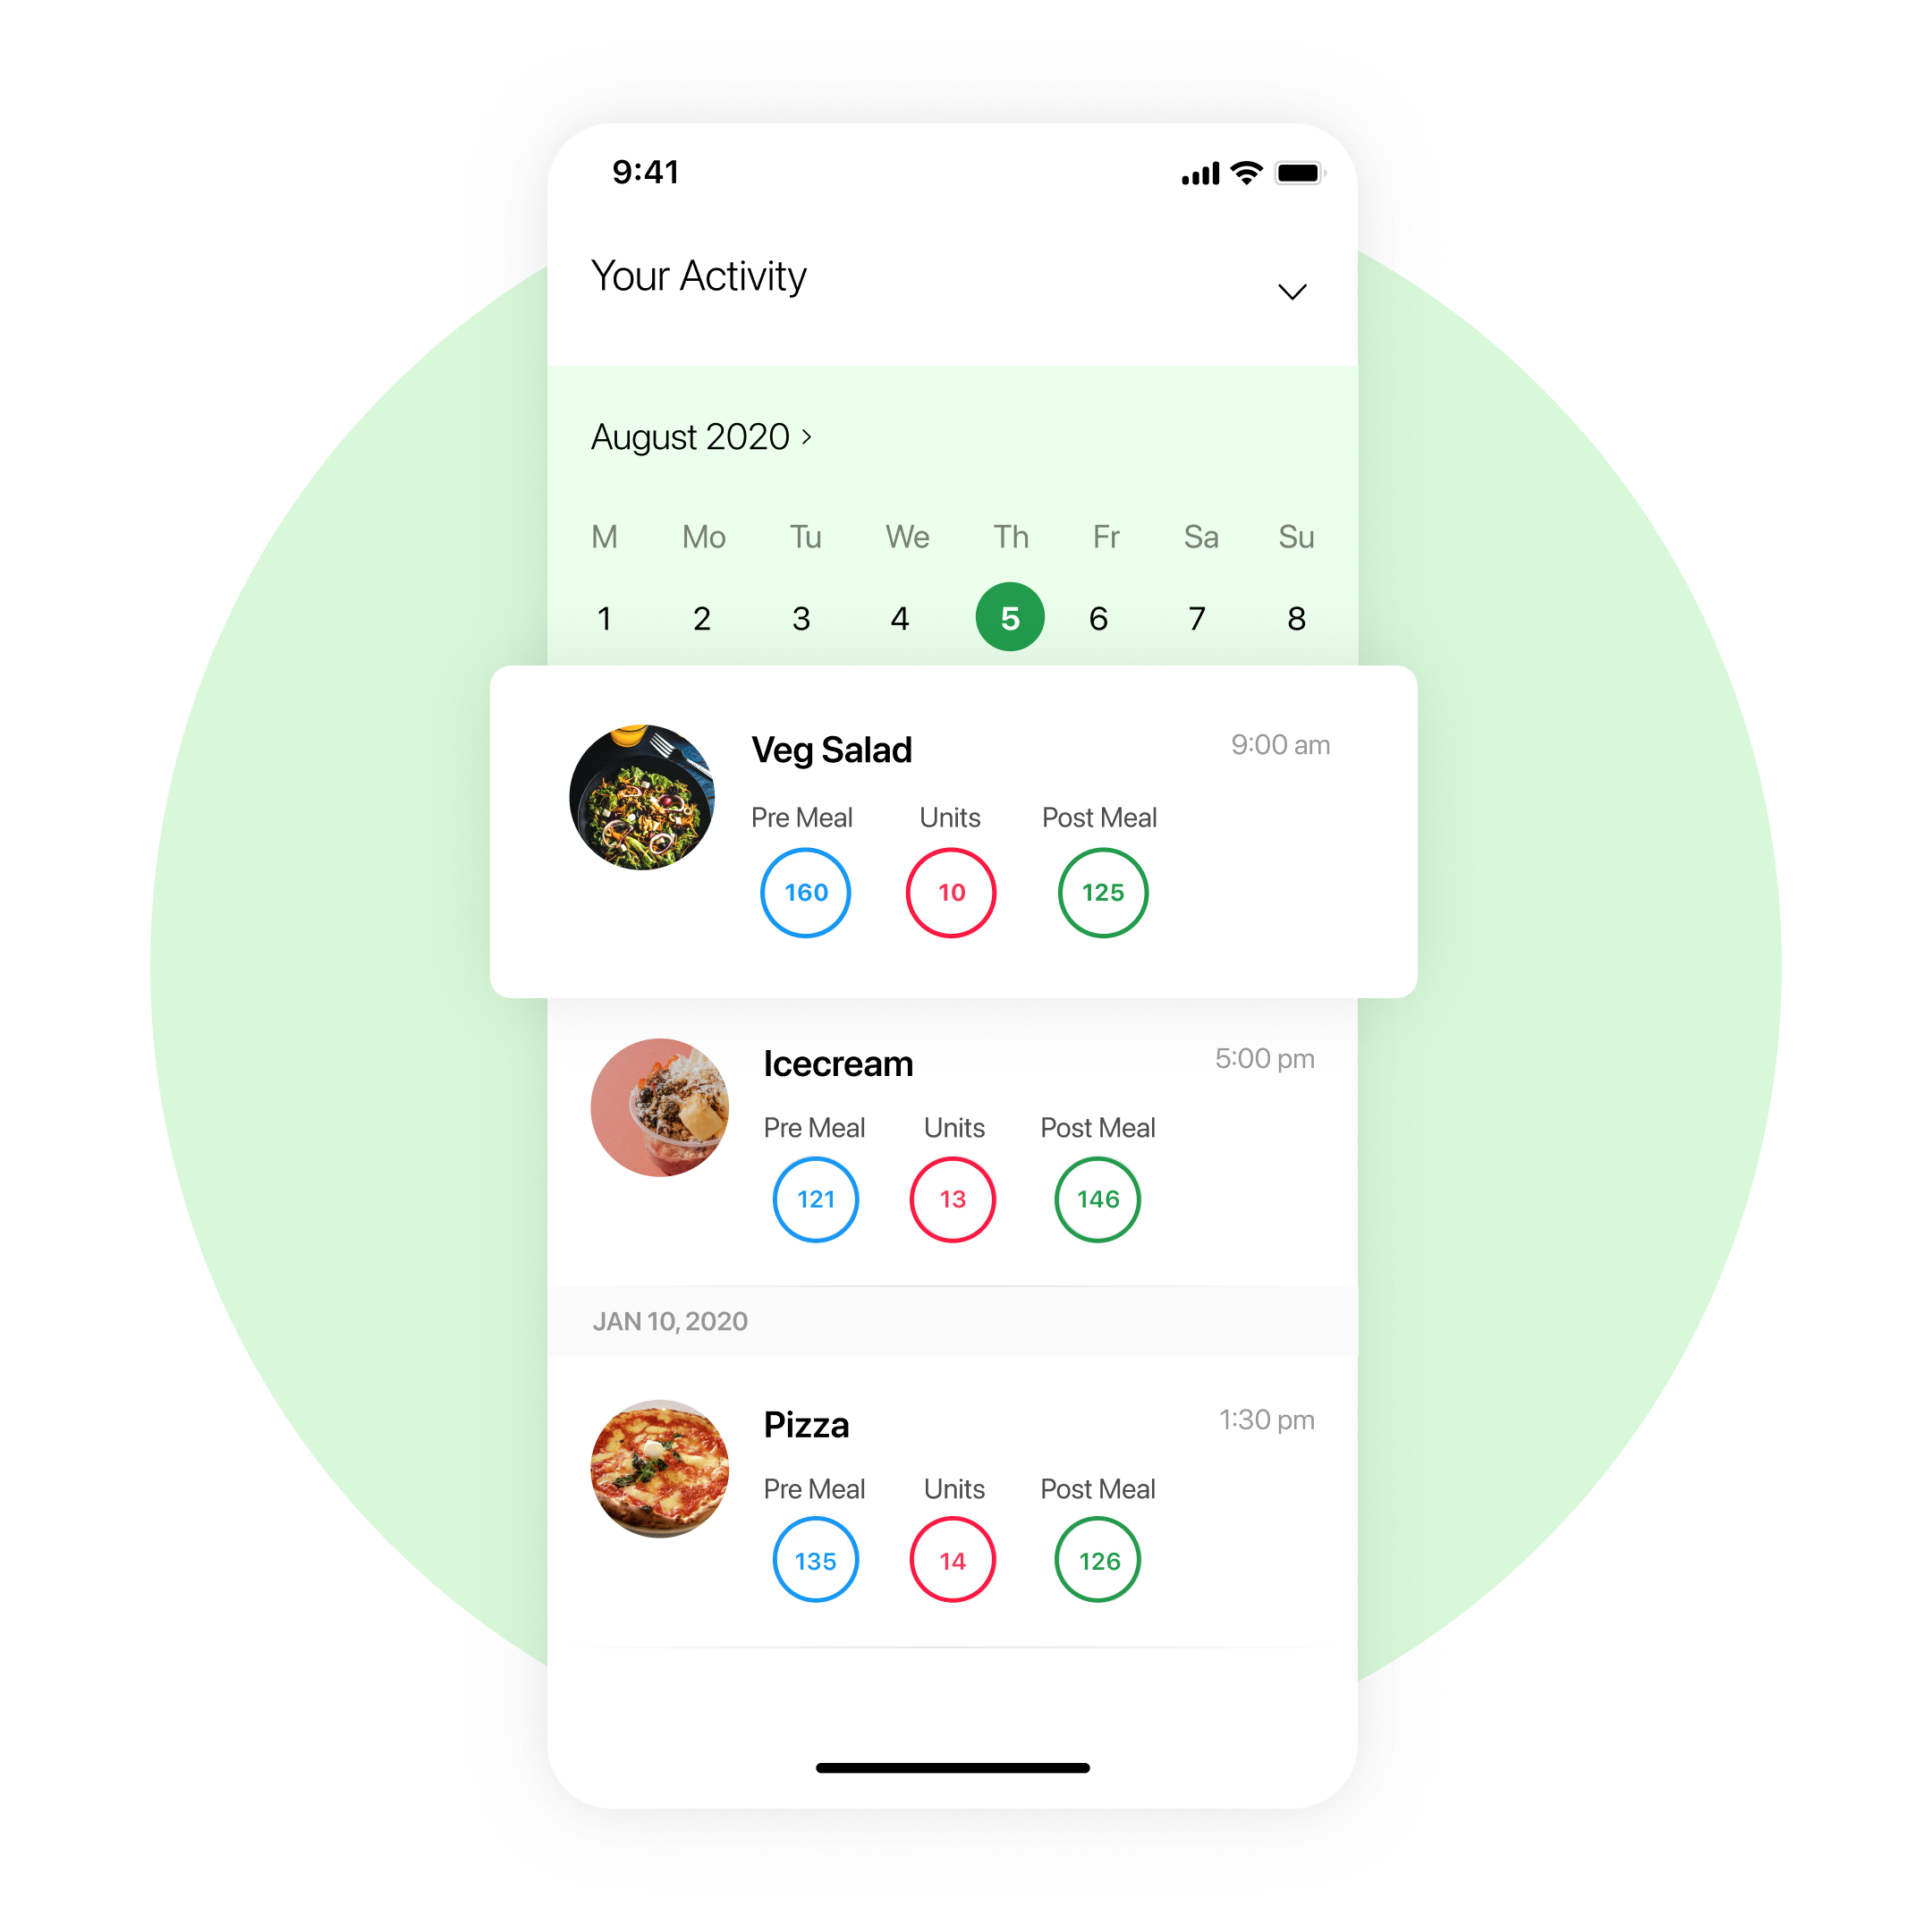 9:41
Your Activity
August 2020 >
M Mo Tu We Th Fr Sa Su
1 2 3 4 5 6 7 8
Veg Salad 9:00 am
Pre Meal Units Post Meal
160 10 125
Icecream 5:00 pm
Pre Meal Units Post Meal
121 13 146
JAN 10, 2020
Pizza 1:30 pm
Pre Meal Units Post Meal
135 14 126